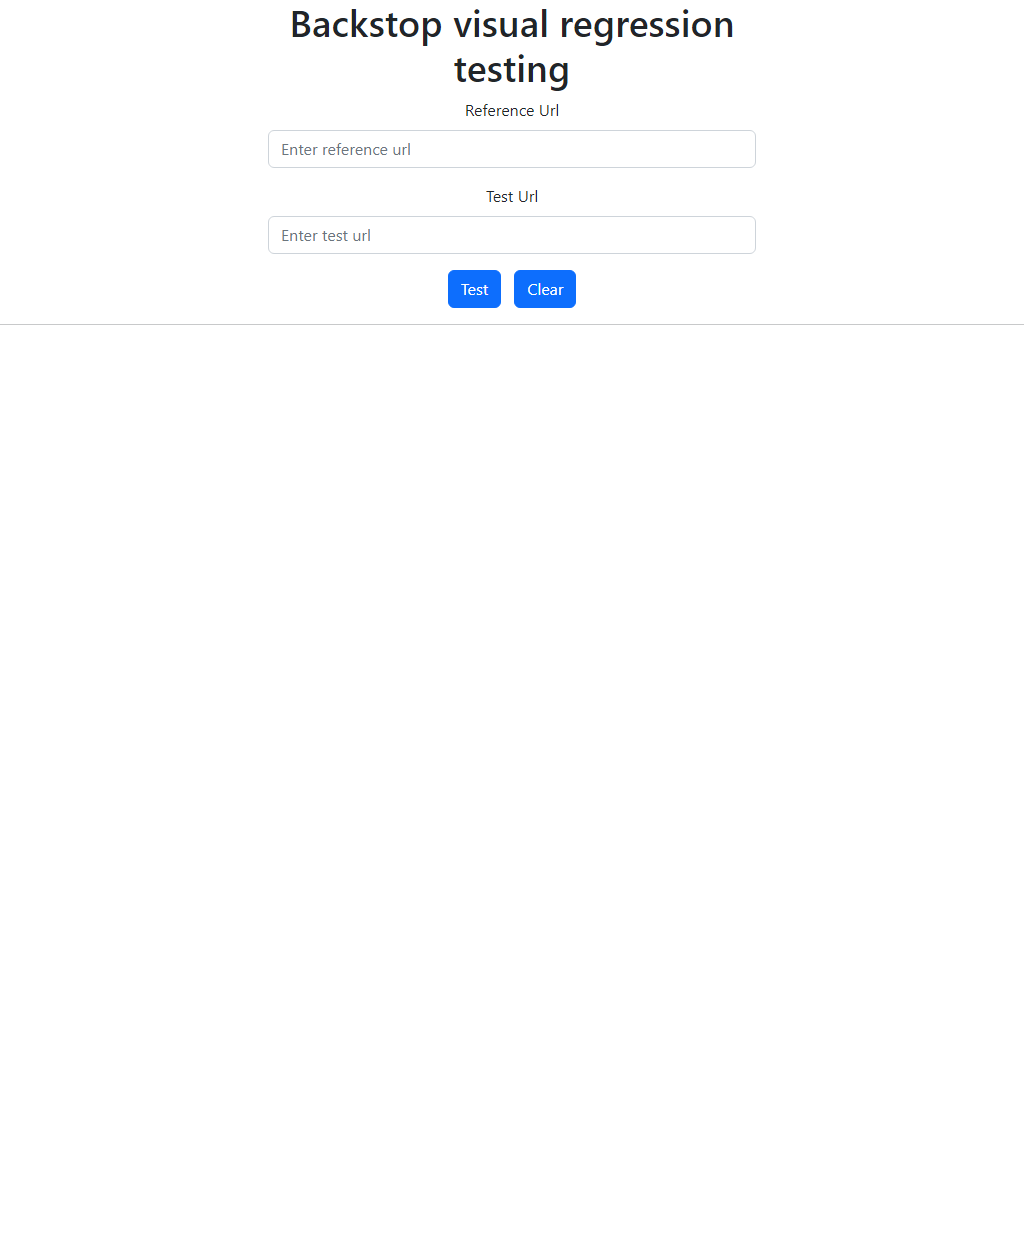 Backstop visual regression
testing
Reference Url
Enter reference url
Test Url
Enter test url
Test Clear